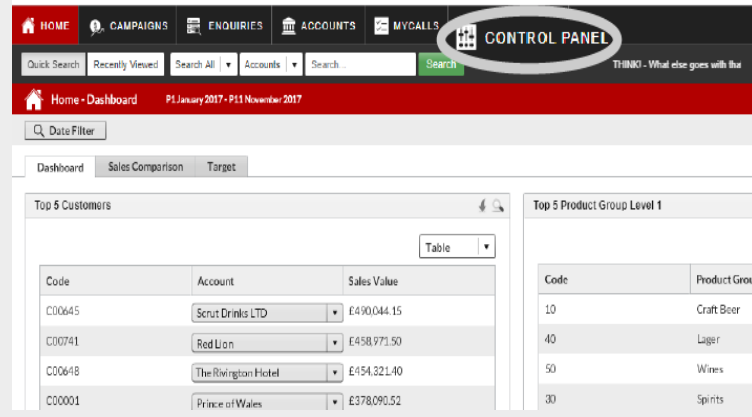 HOME CAMPAIGNS ENQUIRIES ACCOUNTS MYCALLS CONTROL PANEL
Quick Search Recently Viewed Search All Accounts Search... Search THINK! - What else goes with that
Home - Dashboard P1 January 2017 - P11 November 2017
Date Filter
Dashboard Sales Comparison Target
Top 5 Customers Top 5 Product Group Level 1
Table
Code Account Sales Value Code Product Grou
C00645 Scrut Drinks LTD £490,044.15 10 Craft Beer
C00741 Red Lion £458,971.50 40 Lager
C00648 The Rivington Hotel £454,321.40 50 Wines
C00001 Prince of Wales £378,090.52 30 Spirits